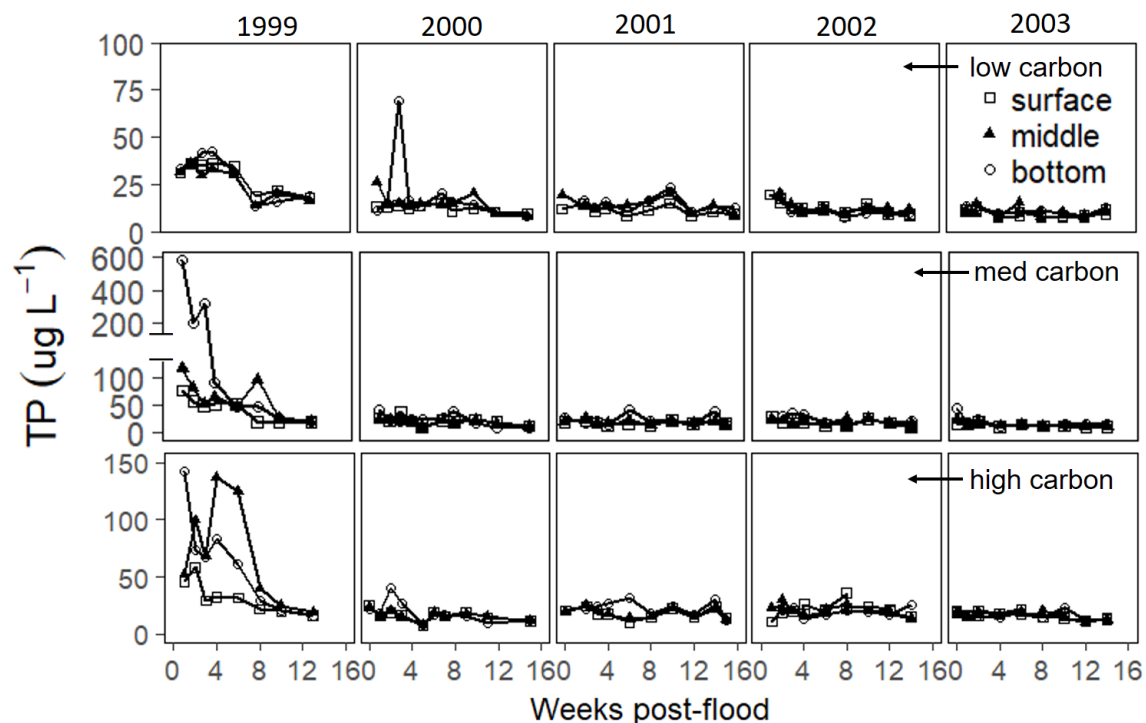 1999 2000 2001 2002 2003
100
75
50
25
0
low carbon
surface
middle
bottom
600
400
200
100
50
0
med carbon
150
100
50
0
high carbon
TP (ug L⁻¹)
0 4 8 12 160 4 8 12 160 4 8 12 160 4 8 12 160 4 8 12 16
Weeks post-flood